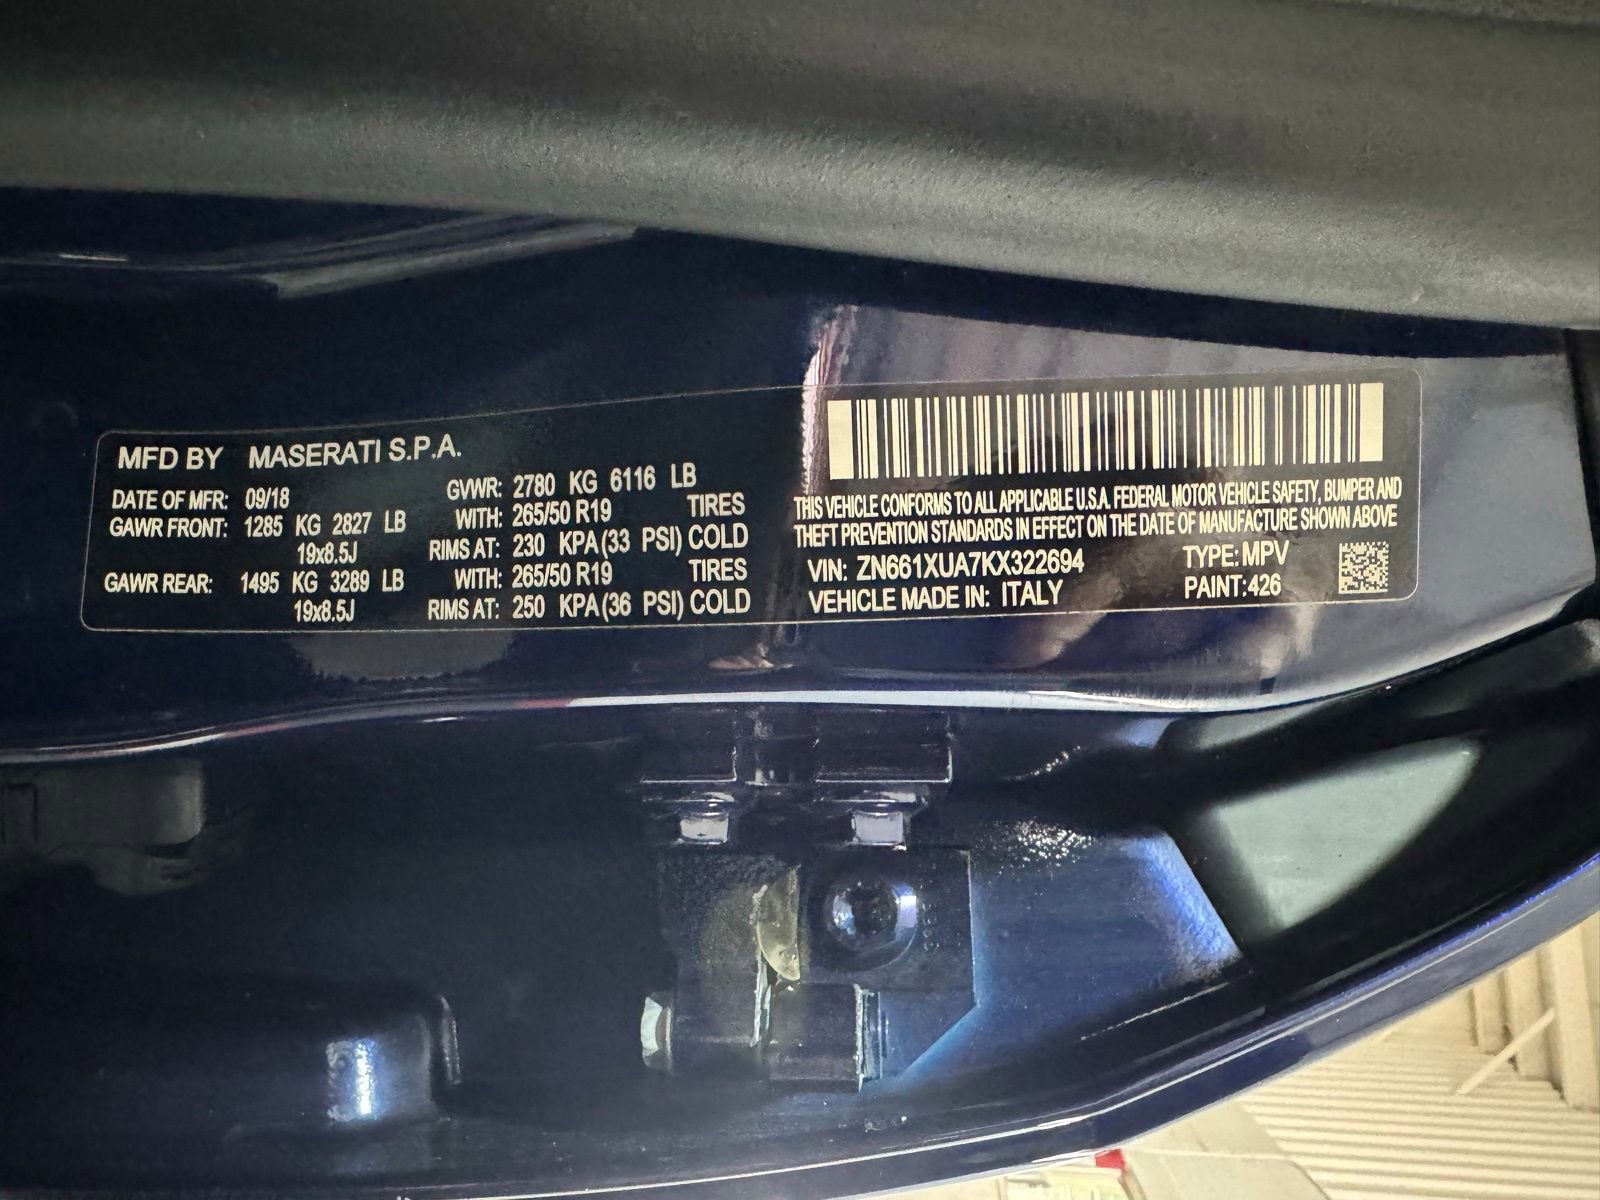 MFD BY MASERATI S.P.A.
DATE OF MFR: 09/18 GVWR: 2780 KG 6116 LB
GAWR FRONT: 1285 KG 2827 LB WITH: 265/50 R19 TIRES
19x8.5J RIMS AT: 230 KPA (33 PSI) COLD
GAWR REAR: 1495 KG 3289 LB WITH: 265/50 R19 TIRES
19x8.5J RIMS AT: 250 KPA (36 PSI) COLD
THIS VEHICLE CONFORMS TO ALL APPLICABLE U.S.A. FEDERAL MOTOR VEHICLE SAFETY, BUMPER AND
THEFT PREVENTION STANDARDS IN EFFECT ON THE DATE OF MANUFACTURE SHOWN ABOVE
VIN: ZN661XUA7KX322694 TYPE: MPV
VEHICLE MADE IN: ITALY PAINT: 426